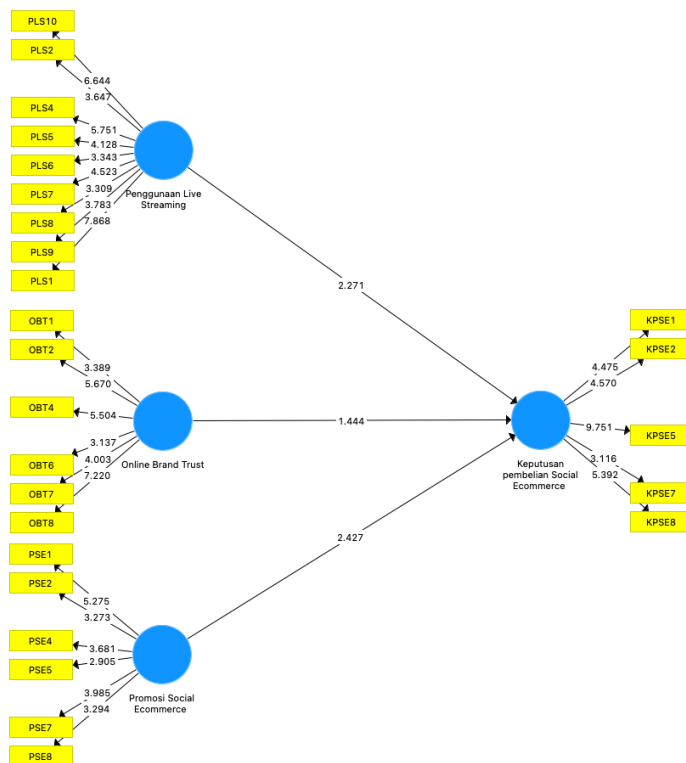 PLS10
PLS2
6.644
3.647
PLS4
5.751
PLS5
4.128
PLS6
3.343
4.523
PLS7
3.309
Penggunaan Live
Streaming
3.783
PLS8
7.868
PLS9
PLS1
2.271
OBT1
OBT2
3.389
5.670
OBT4
5.504
1.444
3.137
OBT6
4.003
Online Brand Trust
7.220
OBT7
OBT8
KPSE1
KPSE2
4.475
4.570
9.751
KPSE5
3.116
Keputusan
pembelian Social
Ecommerce
5.392
KPSE7
KPSE8
2.427
PSE1
PSE2
5.275
3.273
PSE4
3.681
PSE5
2.905
3.985
Promosi Social
Ecommerce
3.294
PSE7
PSE8